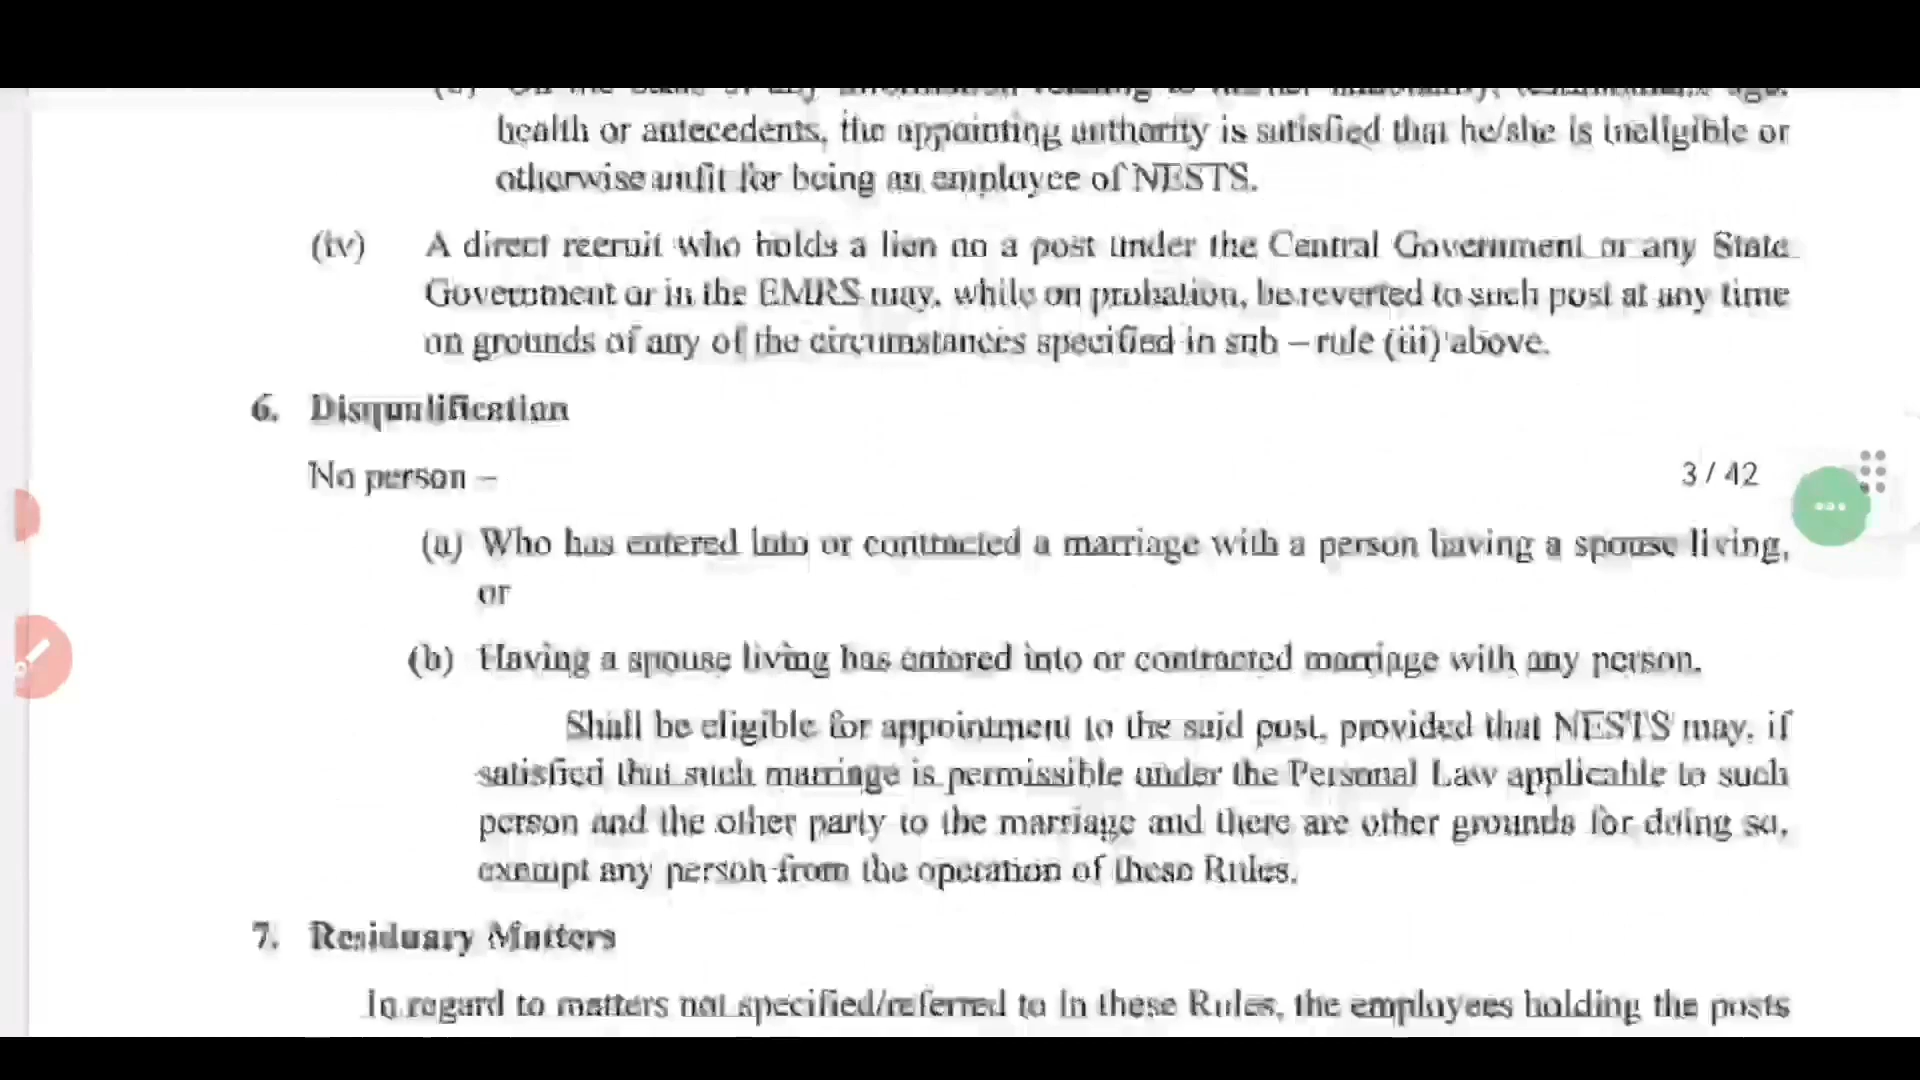 health or antecedents, the appointing authority is satisfied that he/she is ineligible or
otherwise unfit for being an employee of NESTS.
(iv) A direct recruit who holds a lien on a post under the Central Government or any State
Government or in the EMRS may, while on probation, be reverted to such post at any time
on grounds of any of the circumstances specified in sub – rule (iii) above.
6. Disqualification
No person –
3 / 42
(a) Who has entered into or contracted a marriage with a person having a spouse living,
or
(b) Having a spouse living has entered into or contracted marriage with any person.
Shall be eligible for appointment to the said post, provided that NESTS may, if
satisfied that such marriage is permissible under the Personal Law applicable to such
person and the other party to the marriage and there are other grounds for doing so,
exempt any person from the operation of these Rules.
7. Residuary Matters
In regard to matters not specified/referred to in these Rules, the employees holding the posts